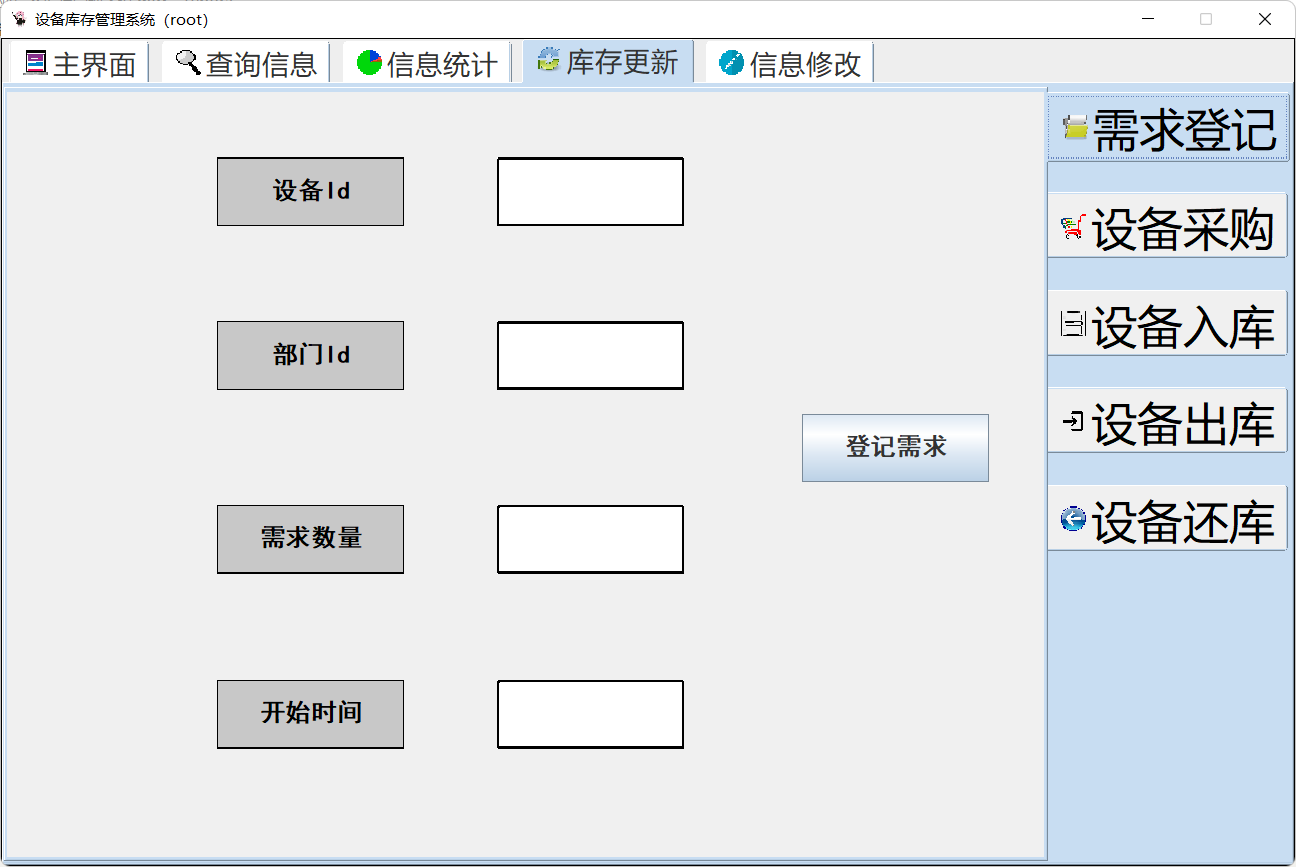 设备库存管理系统（root）
主界面
查询信息
信息统计
库存更新
信息修改
设备Id
部门Id
需求数量
开始时间
登记需求
需求登记
设备采购
设备入库
设备出库
设备还库